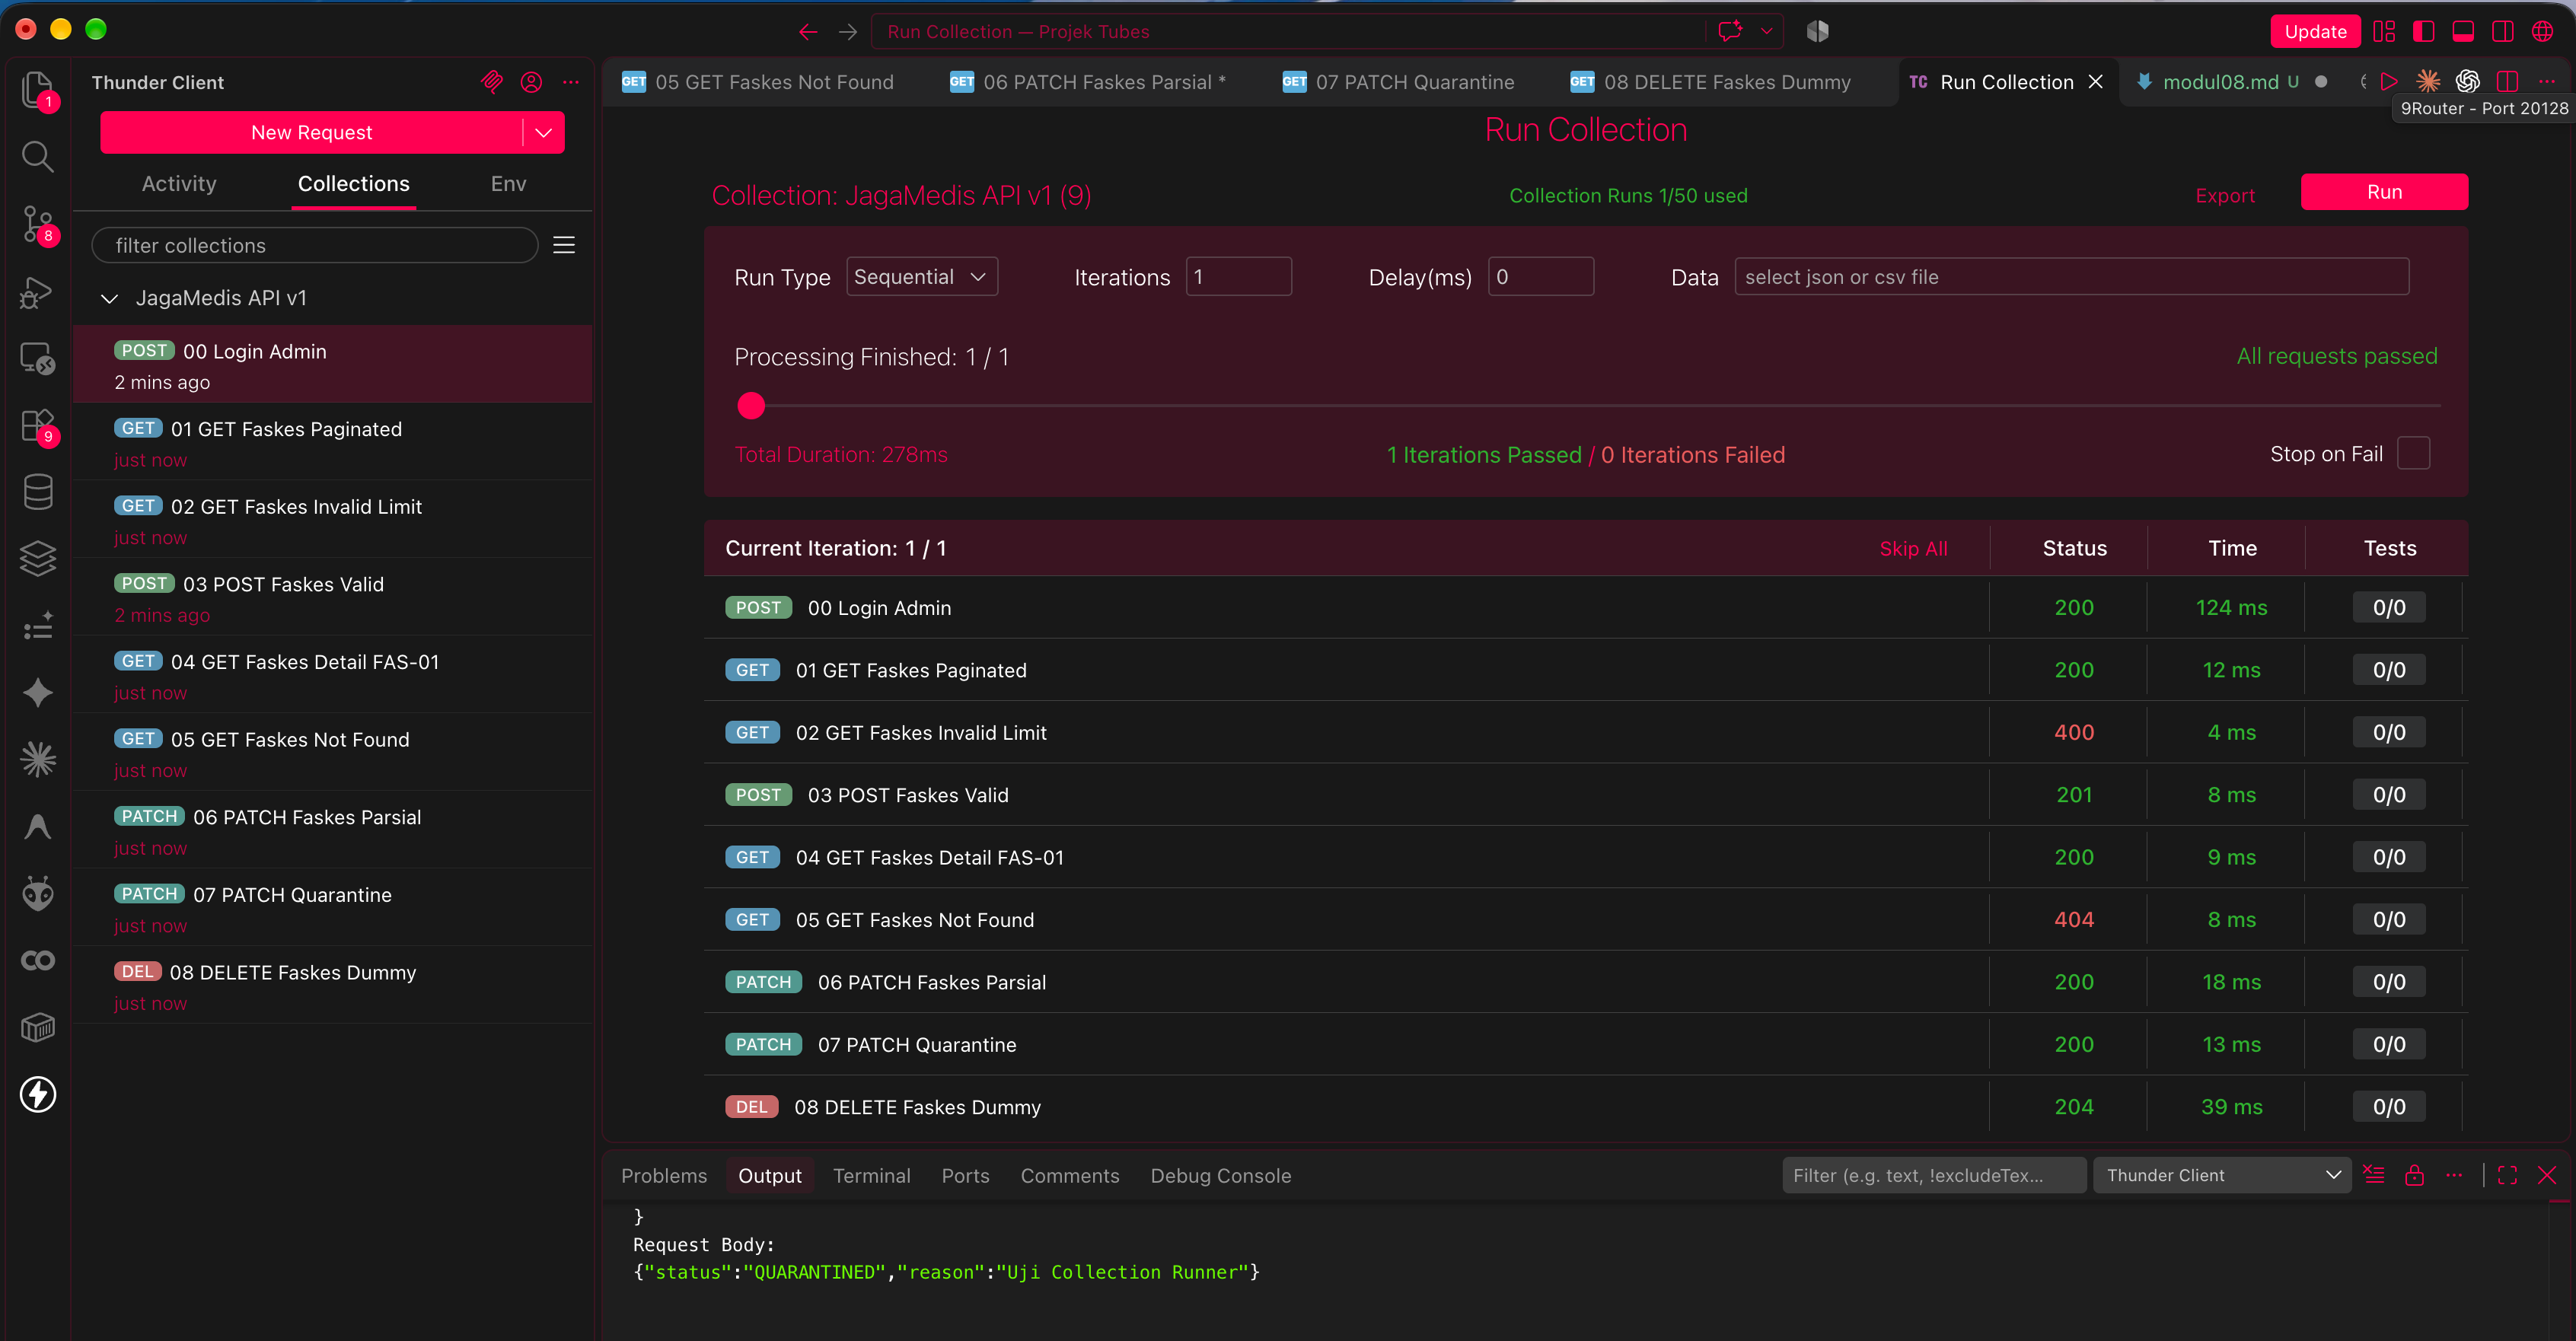 Run Collection — Projek Tubes
Update
Thunder Client
New Request
Activity
Collections
Env
filter collections
JagaMedis API v1
POST 00 Login Admin
2 mins ago
GET 01 GET Faskes Paginated
just now
GET 02 GET Faskes Invalid Limit
just now
POST 03 POST Faskes Valid
2 mins ago
GET 04 GET Faskes Detail FAS-01
just now
GET 05 GET Faskes Not Found
just now
PATCH 06 PATCH Faskes Parsial
just now
PATCH 07 PATCH Quarantine
just now
DEL 08 DELETE Faskes Dummy
just now
1
8
9
GET 05 GET Faskes Not Found
GET 06 PATCH Faskes Parsial *
GET 07 PATCH Quarantine
GET 08 DELETE Faskes Dummy
TC Run Collection
modul08.md U
9Router - Port 20128
Run Collection
Collection: JagaMedis API v1 (9)
Collection Runs 1/50 used
Export
Run
Run Type Sequential
Iterations 1
Delay(ms) 0
Data select json or csv file
Processing Finished: 1 / 1
All requests passed
Total Duration: 278ms
1 Iterations Passed / 0 Iterations Failed
Stop on Fail
Current Iteration: 1 / 1 Skip All Status Time Tests
POST 00 Login Admin 200 124 ms 0/0
GET 01 GET Faskes Paginated 200 12 ms 0/0
GET 02 GET Faskes Invalid Limit 400 4 ms 0/0
POST 03 POST Faskes Valid 201 8 ms 0/0
GET 04 GET Faskes Detail FAS-01 200 9 ms 0/0
GET 05 GET Faskes Not Found 404 8 ms 0/0
PATCH 06 PATCH Faskes Parsial 200 18 ms 0/0
PATCH 07 PATCH Quarantine 200 13 ms 0/0
DEL 08 DELETE Faskes Dummy 204 39 ms 0/0
Problems
Output
Terminal
Ports
Comments
Debug Console
Filter (e.g. text, !excludeTex...
Thunder Client
}
Request Body:
{"status":"QUARANTINED","reason":"Uji Collection Runner"}